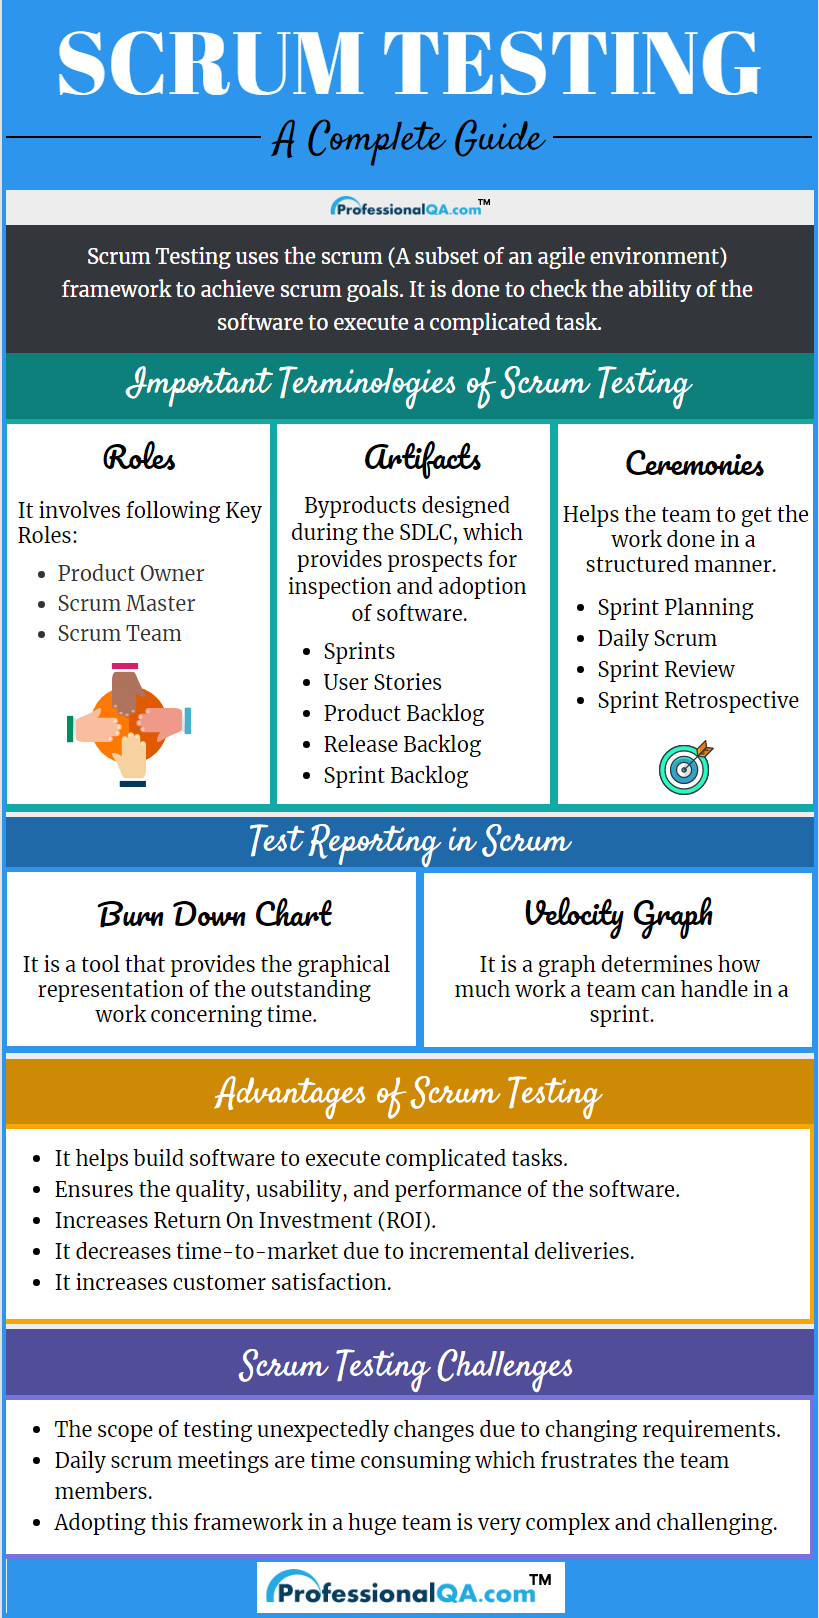 SCRUM TESTING
A Complete Guide
ProfessionalQA.com™
Scrum Testing uses the scrum (A subset of an agile environment)
framework to achieve scrum goals. It is done to check the ability of the
software to execute a complicated task.
Important Terminologies of Scrum Testing
Roles
It involves following Key
Roles:
• Product Owner
• Scrum Master
• Scrum Team
Artifacts
Byproducts designed
during the SDLC, which
provides prospects for
inspection and adoption
of software.
• Sprints
• User Stories
• Product Backlog
• Release Backlog
• Sprint Backlog
Ceremonies
Helps the team to get the
work done in a
structured manner.
• Sprint Planning
• Daily Scrum
• Sprint Review
• Sprint Retrospective
Test Reporting in Scrum
Burn Down Chart
It is a tool that provides the graphical
representation of the outstanding
work concerning time.
Velocity Graph
It is a graph determines how
much work a team can handle in a
sprint.
Advantages of Scrum Testing
• It helps build software to execute complicated tasks.
• Ensures the quality, usability, and performance of the software.
• Increases Return On Investment (ROI).
• It decreases time-to-market due to incremental deliveries.
• It increases customer satisfaction.
Scrum Testing Challenges
• The scope of testing unexpectedly changes due to changing requirements.
• Daily scrum meetings are time consuming which frustrates the team
members.
• Adopting this framework in a huge team is very complex and challenging.
ProfessionalQA.com™